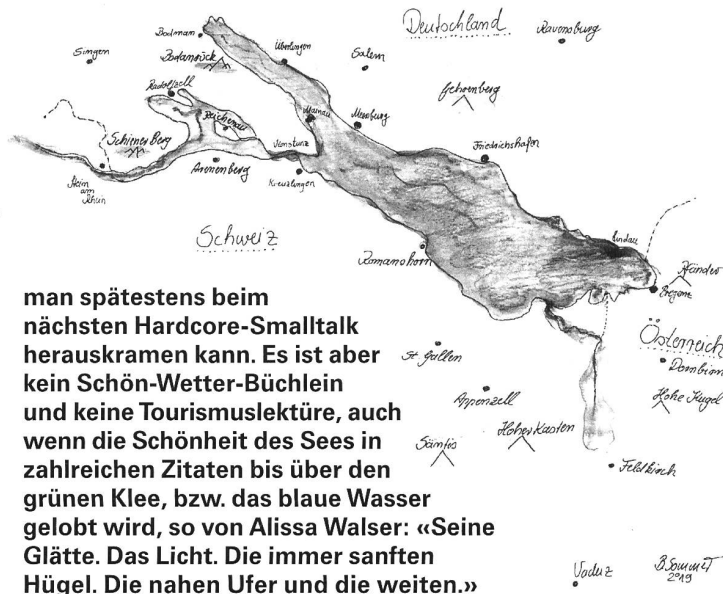 Deutschland
Ravensburg
Bodman
Überlingen
Singen
Salem
Bodanrück
Radolfzell
Gehrenberg
Reichenau
Mainau
Meersburg
Schiener Berg
Konstanz
Friedrichshafen
Stein
am
Rhein
Arenenberg
Kreuzlingen
Schweiz
Romanshorn
Lindau
Pfänder
Bregenz
Österreich
St. Gallen
Dornbirn
Appenzell
Hohe Kugel
Säntis
Hoher Kasten
Feldkirch
Vaduz
B. Sommer
2019
man spätestens beim
nächsten Hardcore-Smalltalk
herauskramen kann. Es ist aber
kein Schön-Wetter-Büchlein
und keine Tourismuslektüre, auch
wenn die Schönheit des Sees in
zahlreichen Zitaten bis über den
grünen Klee, bzw. das blaue Wasser
gelobt wird, so von Alissa Walser: «Seine
Glätte. Das Licht. Die immer sanften
Hügel. Die nahen Ufer und die weiten.»